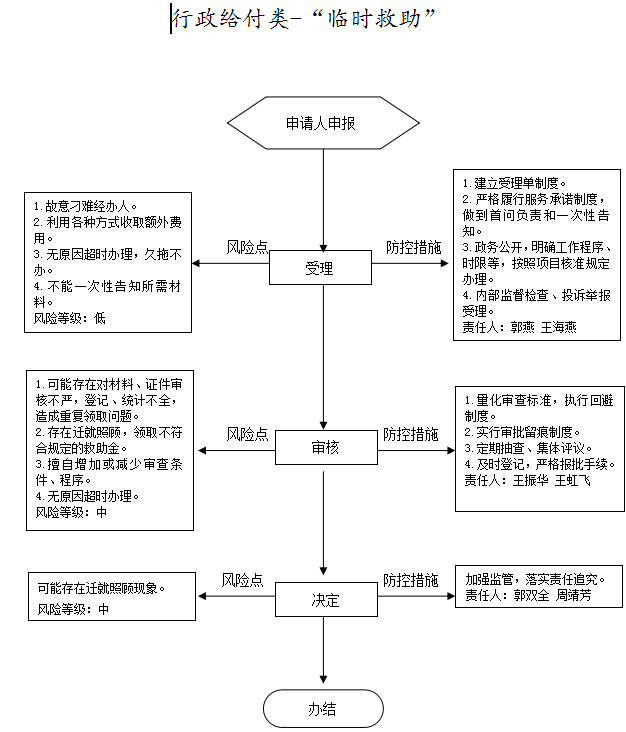 行政给付类-“临时救助”
申请人申报
1.故意刁难经办人。
2.利用各种方式收取额外费
用。
3.无原因超时办理，久拖不
办。
4.不能一次性告知所需材
料。
风险等级：低
风险点
受理
防控措施
1.建立受理单制度。
2.严格履行服务承诺制度，
做到首问负责和一次性告
知。
3.政务公开，明确工作程序、
时限等，按照项目核准规定
办理。
4.内部监督检查、投诉举报
受理。
责任人：郭燕 王海燕
1.可能存在对材料、证件审
核不严，登记、统计不全，
造成重复领取问题。
2.存在迁就照顾，领取不符
合规定的救助金。
3.擅自增加或减少审查条
件、程序。
4.无原因超时办理。
风险等级：中
风险点
审核
防控措施
1.量化审查标准，执行回避
制度。
2.实行审批留痕制度。
3.定期抽查、集体评议。
4.及时登记，严格报批手续。
责任人：王振华 王虹飞
可能存在迁就照顾现象。
风险等级：中
风险点
决定
防控措施
加强监管，落实责任追究。
责任人：郭双全 周靖芳
办结